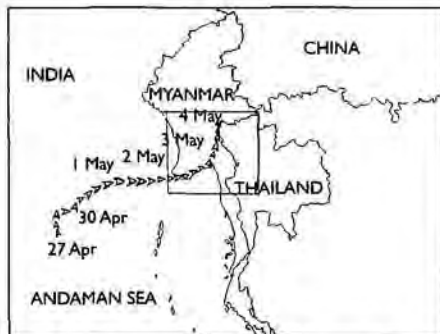 CHINA
INDIA
MYANMAR
4 May
3 May
2 May
1 May
THAILAND
30 Apr
27 Apr
ANDAMAN SEA